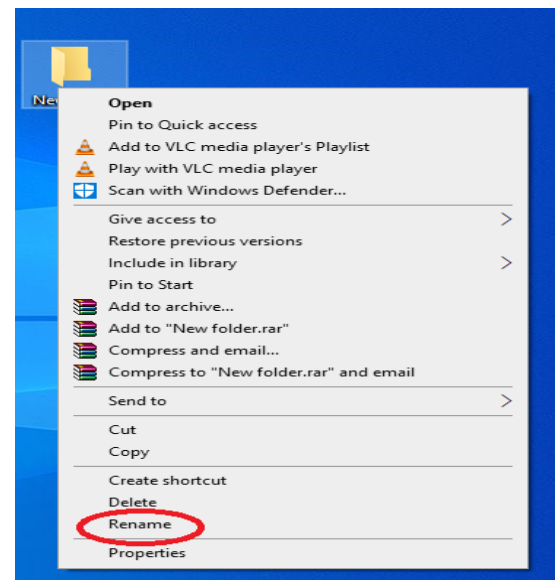 Ne
Open
Pin to Quick access
Add to VLC media player's Playlist
Play with VLC media player
Scan with Windows Defender...
Give access to
Restore previous versions
Include in library
Pin to Start
Add to archive...
Add to "New folder.rar"
Compress and email...
Compress to "New folder.rar" and email
Send to
Cut
Copy
Create shortcut
Delete
Rename
Properties